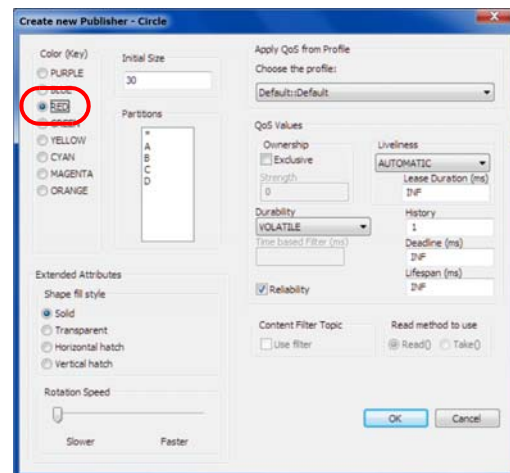 Create new Publisher - Circle
Color (Key)
PURPLE
BLUE
RED
GREEN
YELLOW
CYAN
MAGENTA
ORANGE
Initial Size
30
Partitions
*
A
B
C
D
Extended Attributes
Shape fill style
Solid
Transparent
Horizontal hatch
Vertical hatch
Rotation Speed
Slower Faster
Apply QoS from Profile
Choose the profile:
Default::Default
QoS Values
Ownership
Exclusive
Strength
0
Liveliness
AUTOMATIC
Lease Duration (ms)
INF
Durability
VOLATILE
Time based Filter (ms)
Reliability
History
1
Deadline (ms)
INF
Lifespan (ms)
INF
Content Filter Topic
Use filter
Read method to use
Read() Take()
OK Cancel